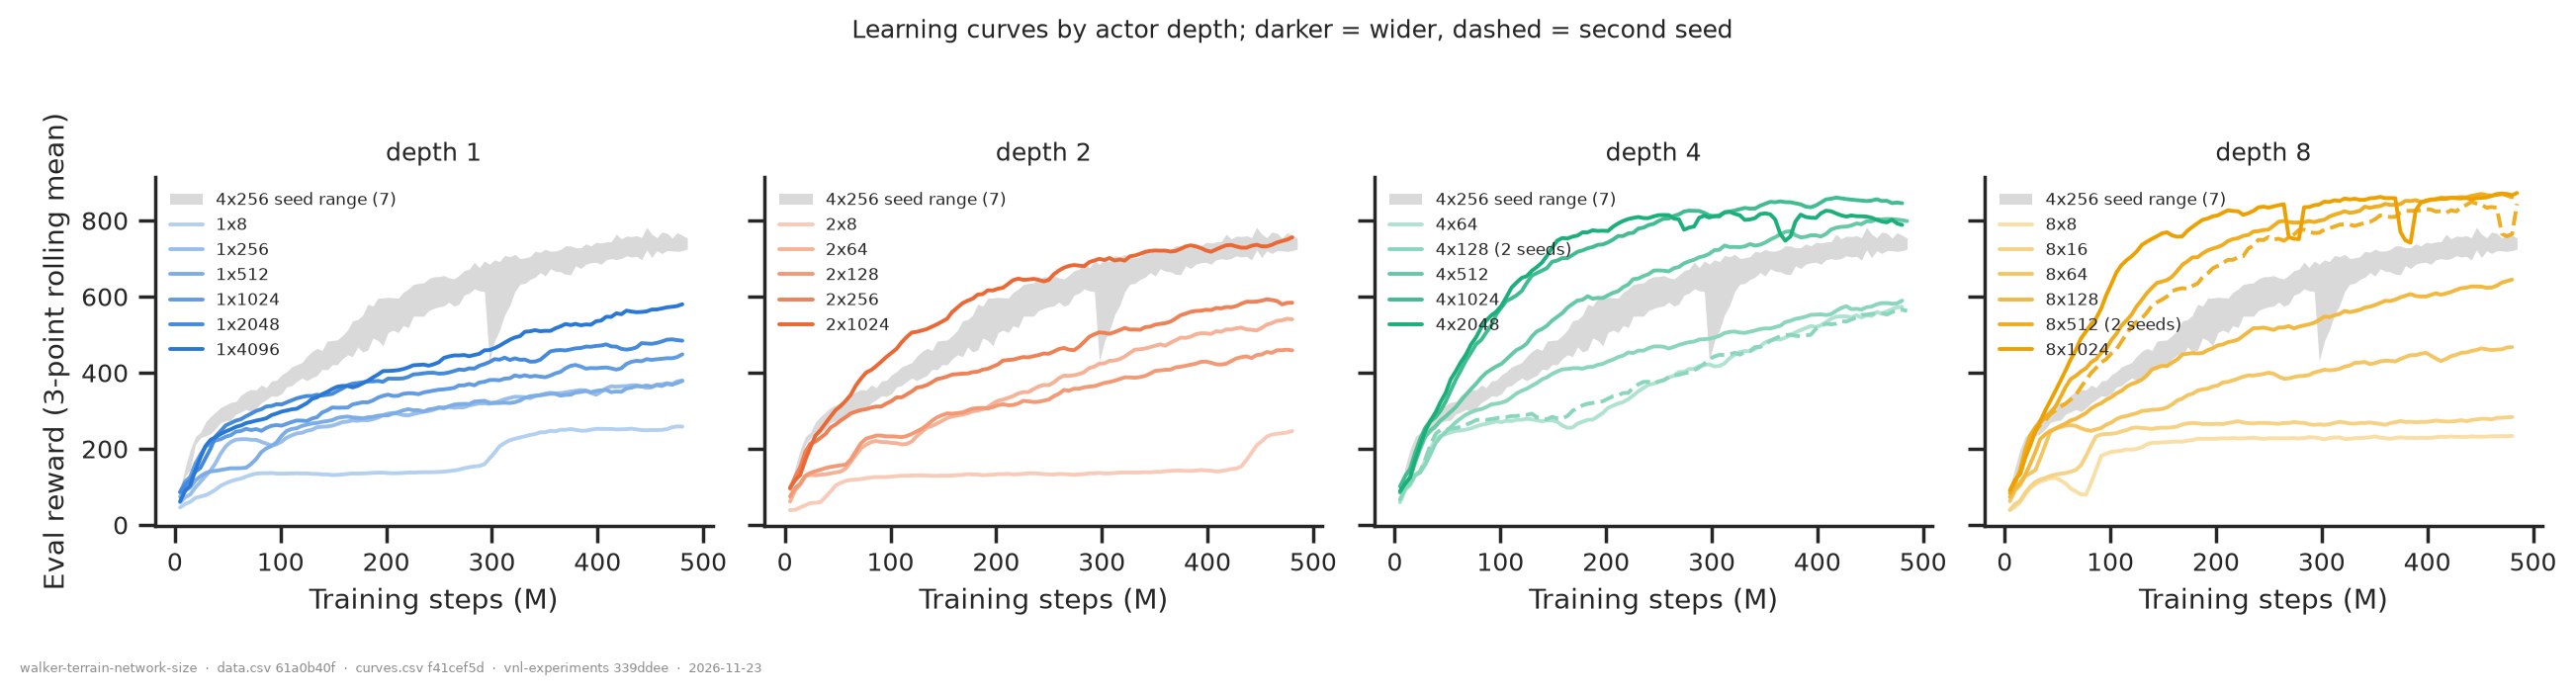 Learning curves by actor depth; darker = wider, dashed = second seed
Eval reward (3-point rolling mean)
depth 1
4x256 seed range (7)
1x8
1x256
1x512
1x1024
1x2048
1x4096
800
600
400
200
0
0 100 200 300 400 500
Training steps (M)
depth 2
4x256 seed range (7)
2x8
2x64
2x128
2x256
2x1024
0 100 200 300 400 500
Training steps (M)
depth 4
4x256 seed range (7)
4x64
4x128 (2 seeds)
4x512
4x1024
4x2048
0 100 200 300 400 500
Training steps (M)
depth 8
4x256 seed range (7)
8x8
8x16
8x64
8x128
8x512 (2 seeds)
8x1024
0 100 200 300 400 500
Training steps (M)
walker-terrain-network-size · data.csv 61a0b40f · curves.csv f41cef5d · vnl-experiments 339ddee · 2026-11-23